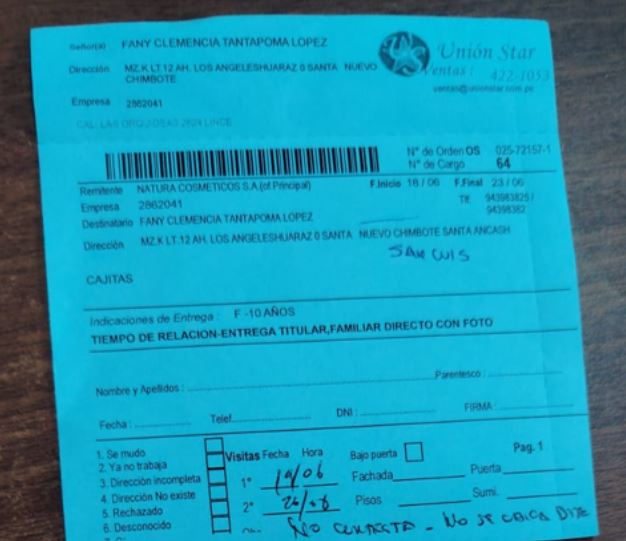 Señor(a) FANY CLEMENCIA TANTAPOMA LOPEZ
Unión Star
Dirección MZ.K LT.12 AH. LOS ANGELESHUARAZ 0 SANTA NUEVO
CHIMBOTE
Ventas : 422-1053
ventas@unionstar.com.pe
Empresa 2862041
CAL. LAS ORQUIDEAS 2624 LINCE
N° de Orden OS 025-72157-1
N° de Cargo 64
Remitente NATURA COSMETICOS S.A.(of.Principal) F.Inicio 18 / 06 F.Final 23 / 06
Empresa 2862041 Tlf. 943983825 /
94398382
Destinatario FANY CLEMENCIA TANTAPOMA LOPEZ
Dirección MZ.K LT.12 AH. LOS ANGELESHUARAZ 0 SANTA NUEVO CHIMBOTE SANTA ANCASH
SAN LUIS
CAJITAS
Indicaciones de Entrega : F -10 AÑOS
TIEMPO DE RELACION-ENTREGA TITULAR,FAMILIAR DIRECTO CON FOTO
Nombre y Apellidos : Parentesco :
Fecha : Telef. DNI : FIRMA :
1. Se mudo
2. Ya no trabaja
3. Dirección incompleta
4. Dirección No existe
5. Rechazado
6. Desconocido
Visitas Fecha Hora Bajo puerta Pag. 1
1° 19/06 Fachada Puerta
2° Pisos Sumi.
NO CONTESTA - NO SE UBICA